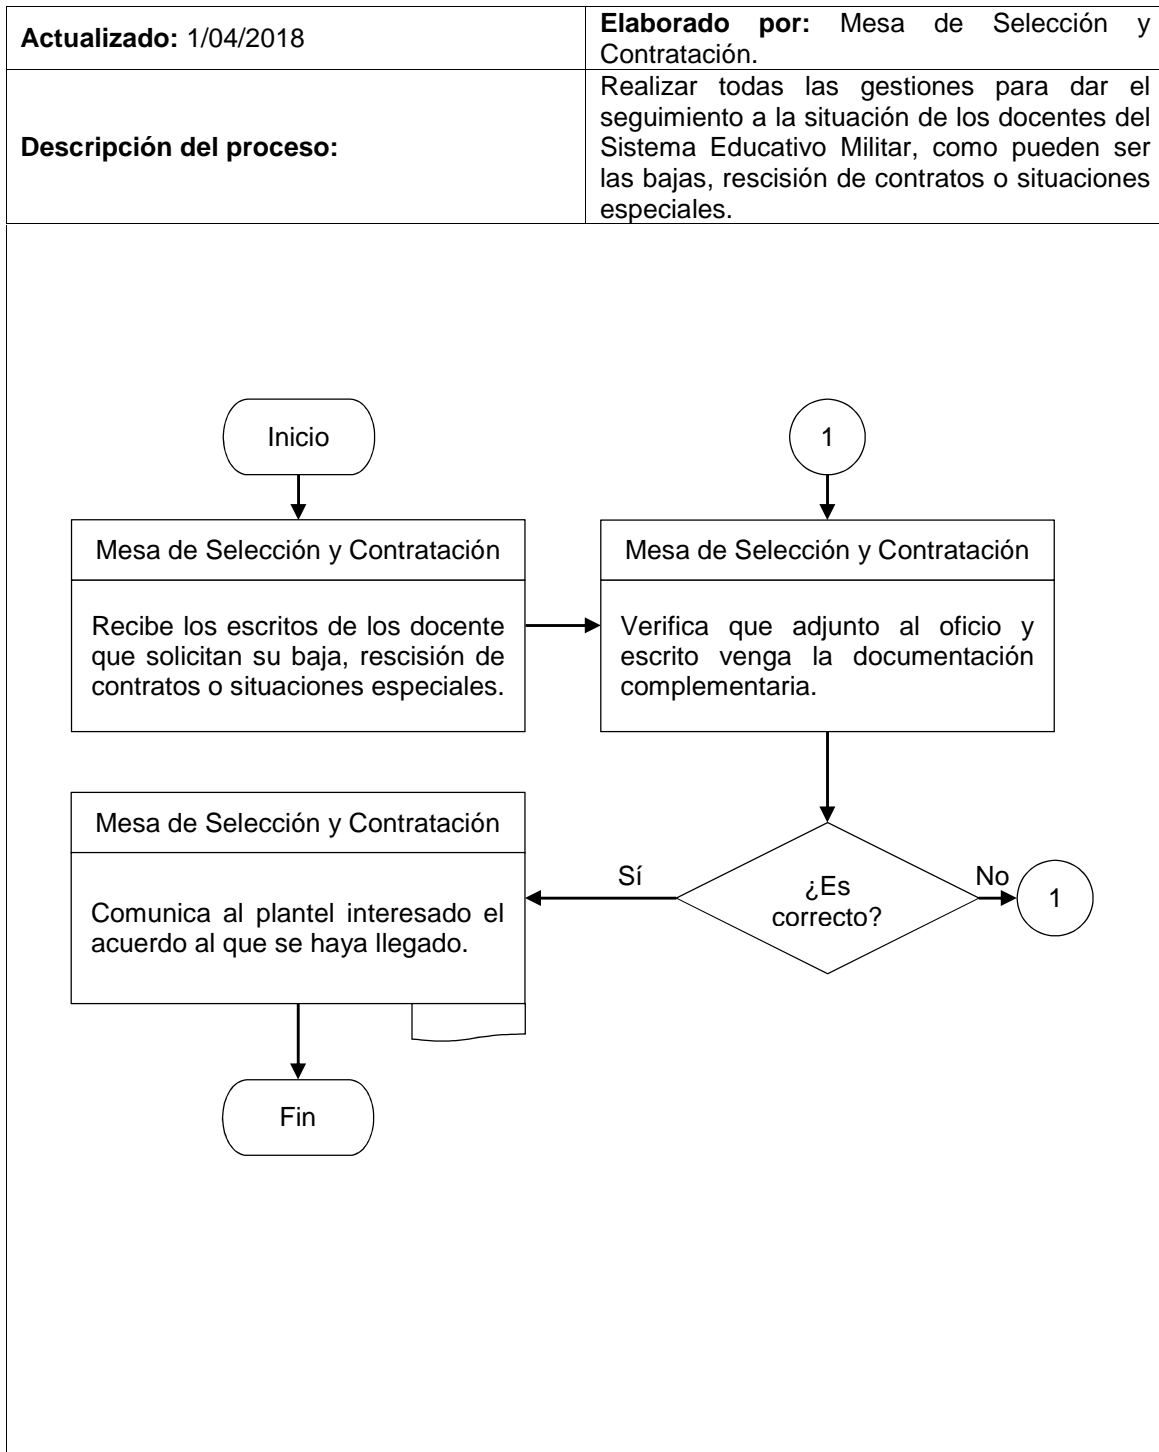 Actualizado: 1/04/2018
Elaborado por: Mesa de Selección y
Contratación.
Descripción del proceso:
Realizar todas las gestiones para dar el
seguimiento a la situación de los docentes del
Sistema Educativo Militar, como pueden ser
las bajas, rescisión de contratos o situaciones
especiales.
Inicio
1
Mesa de Selección y Contratación
Recibe los escritos de los docente
que solicitan su baja, rescisión de
contratos o situaciones especiales.
Mesa de Selección y Contratación
Verifica que adjunto al oficio y
escrito venga la documentación
complementaria.
Mesa de Selección y Contratación
Comunica al plantel interesado el
acuerdo al que se haya llegado.
Sí
¿Es
correcto?
No
1
Fin